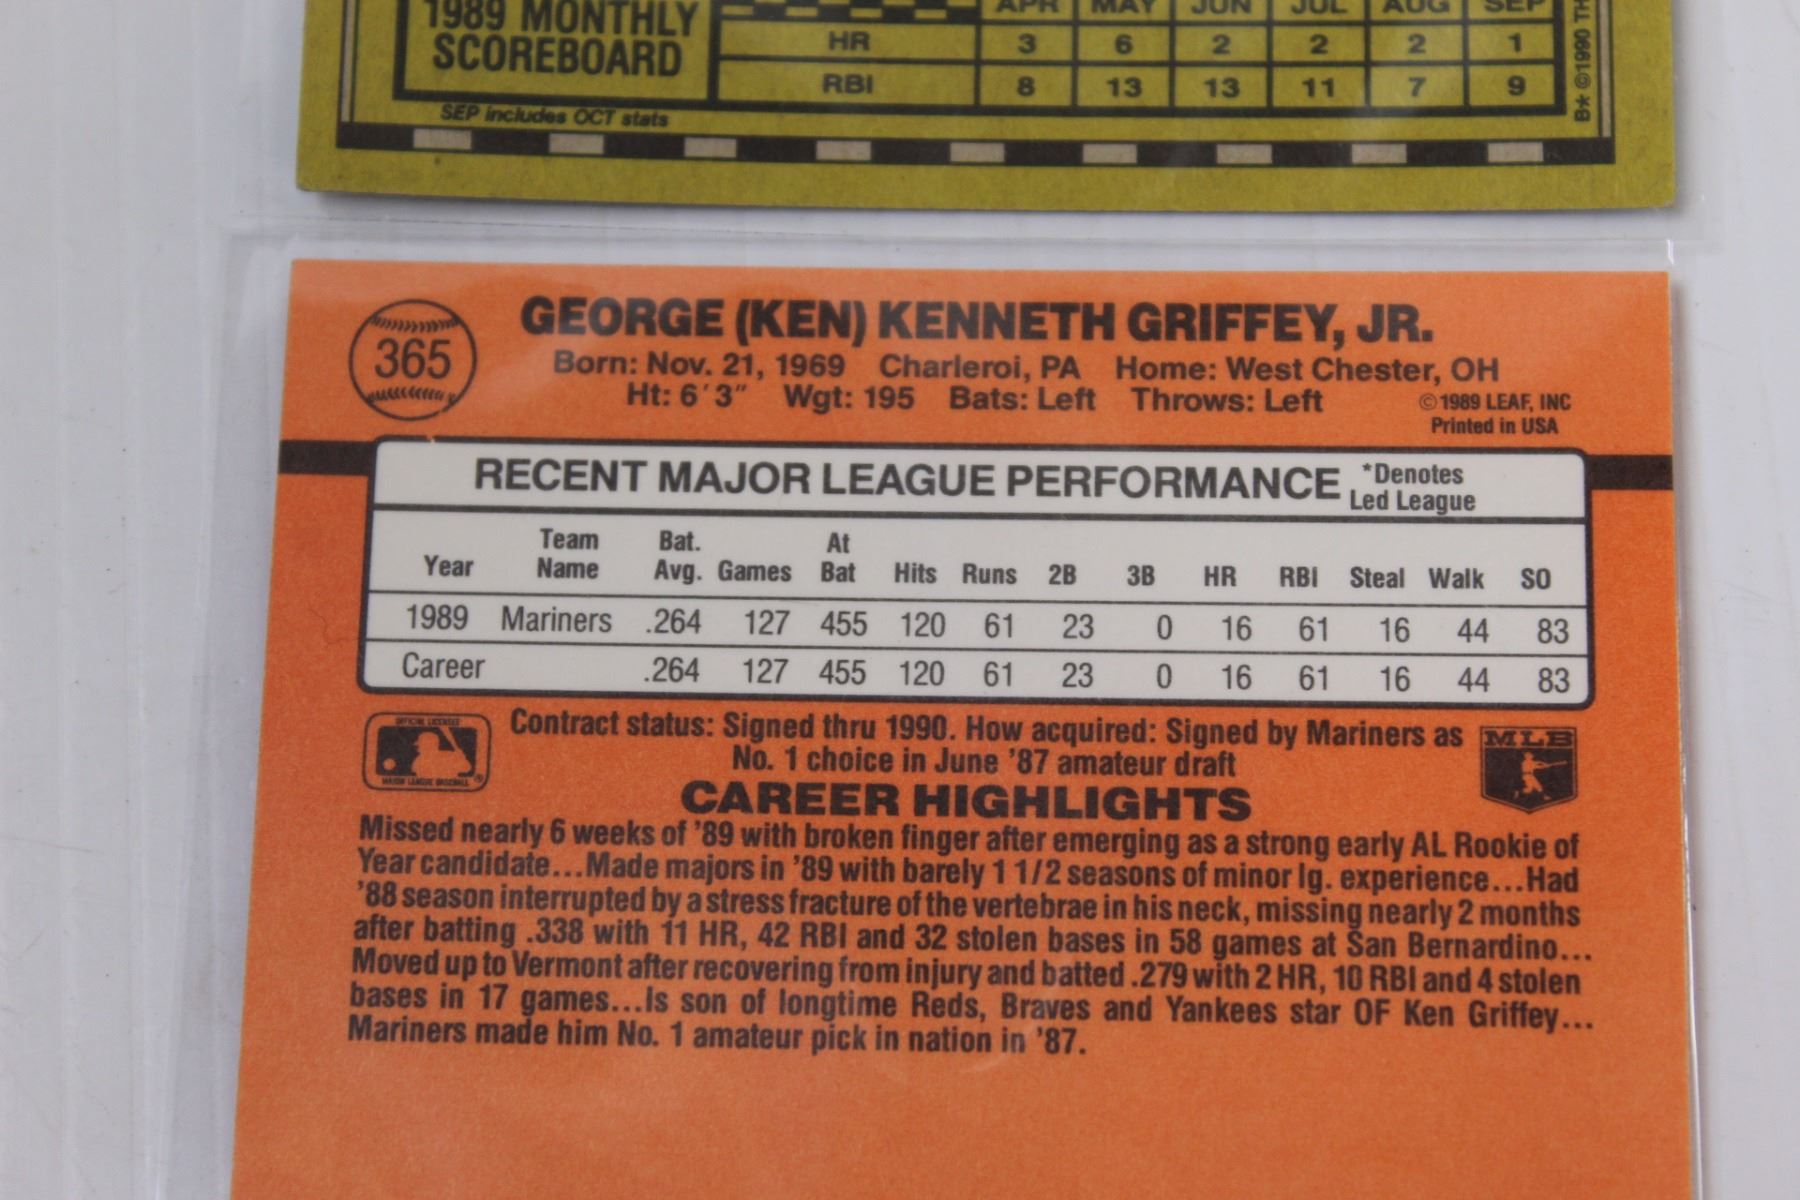 1989 MONTHLY
SCOREBOARD
APR MAY JUN JUL AUG SEP
HR 3 6 2 2 2 1
RBI 8 13 13 11 7 9
SEP includes OCT stats
B* ©1990 TH
365
GEORGE (KEN) KENNETH GRIFFEY, JR.
Born: Nov. 21, 1969 Charleroi, PA Home: West Chester, OH
Ht: 6'3" Wgt: 195 Bats: Left Throws: Left
© 1989 LEAF, INC
Printed in USA
RECENT MAJOR LEAGUE PERFORMANCE
*Denotes
Led League
Year Team Name Bat. Avg. Games At Bat Hits Runs 2B 3B HR RBI Steal Walk SO
1989 Mariners .264 127 455 120 61 23 0 16 61 16 44 83
Career .264 127 455 120 61 23 0 16 61 16 44 83
OFFICIAL LICENSEE
MAJOR LEAGUE BASEBALL
®
Contract status: Signed thru 1990. How acquired: Signed by Mariners as
No. 1 choice in June '87 amateur draft
MLB
CAREER HIGHLIGHTS
Missed nearly 6 weeks of '89 with broken finger after emerging as a strong early AL Rookie of
Year candidate...Made majors in '89 with barely 1 1/2 seasons of minor lg. experience...Had
'88 season interrupted by a stress fracture of the vertebrae in his neck, missing nearly 2 months
after batting .338 with 11 HR, 42 RBI and 32 stolen bases in 58 games at San Bernardino...
Moved up to Vermont after recovering from injury and batted .279 with 2 HR, 10 RBI and 4 stolen
bases in 17 games...Is son of longtime Reds, Braves and Yankees star OF Ken Griffey...
Mariners made him No. 1 amateur pick in nation in '87.